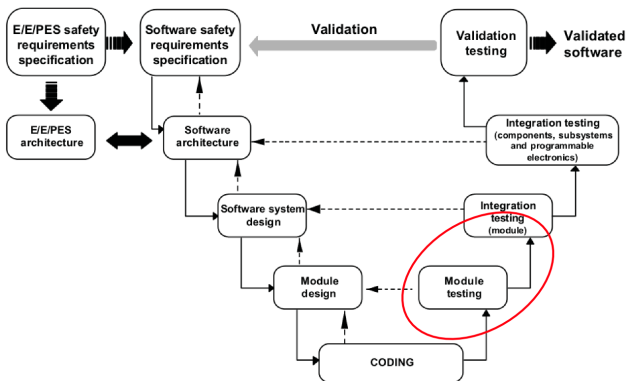 E/E/PES safety
requirements
specification
Software safety
requirements
specification
Validation
Validation
testing
Validated
software
E/E/PES
architecture
Software
architecture
Integration testing
(components, subsystems
and programmable
electronics)
Software system
design
Integration
testing
(module)
Module
design
Module
testing
CODING